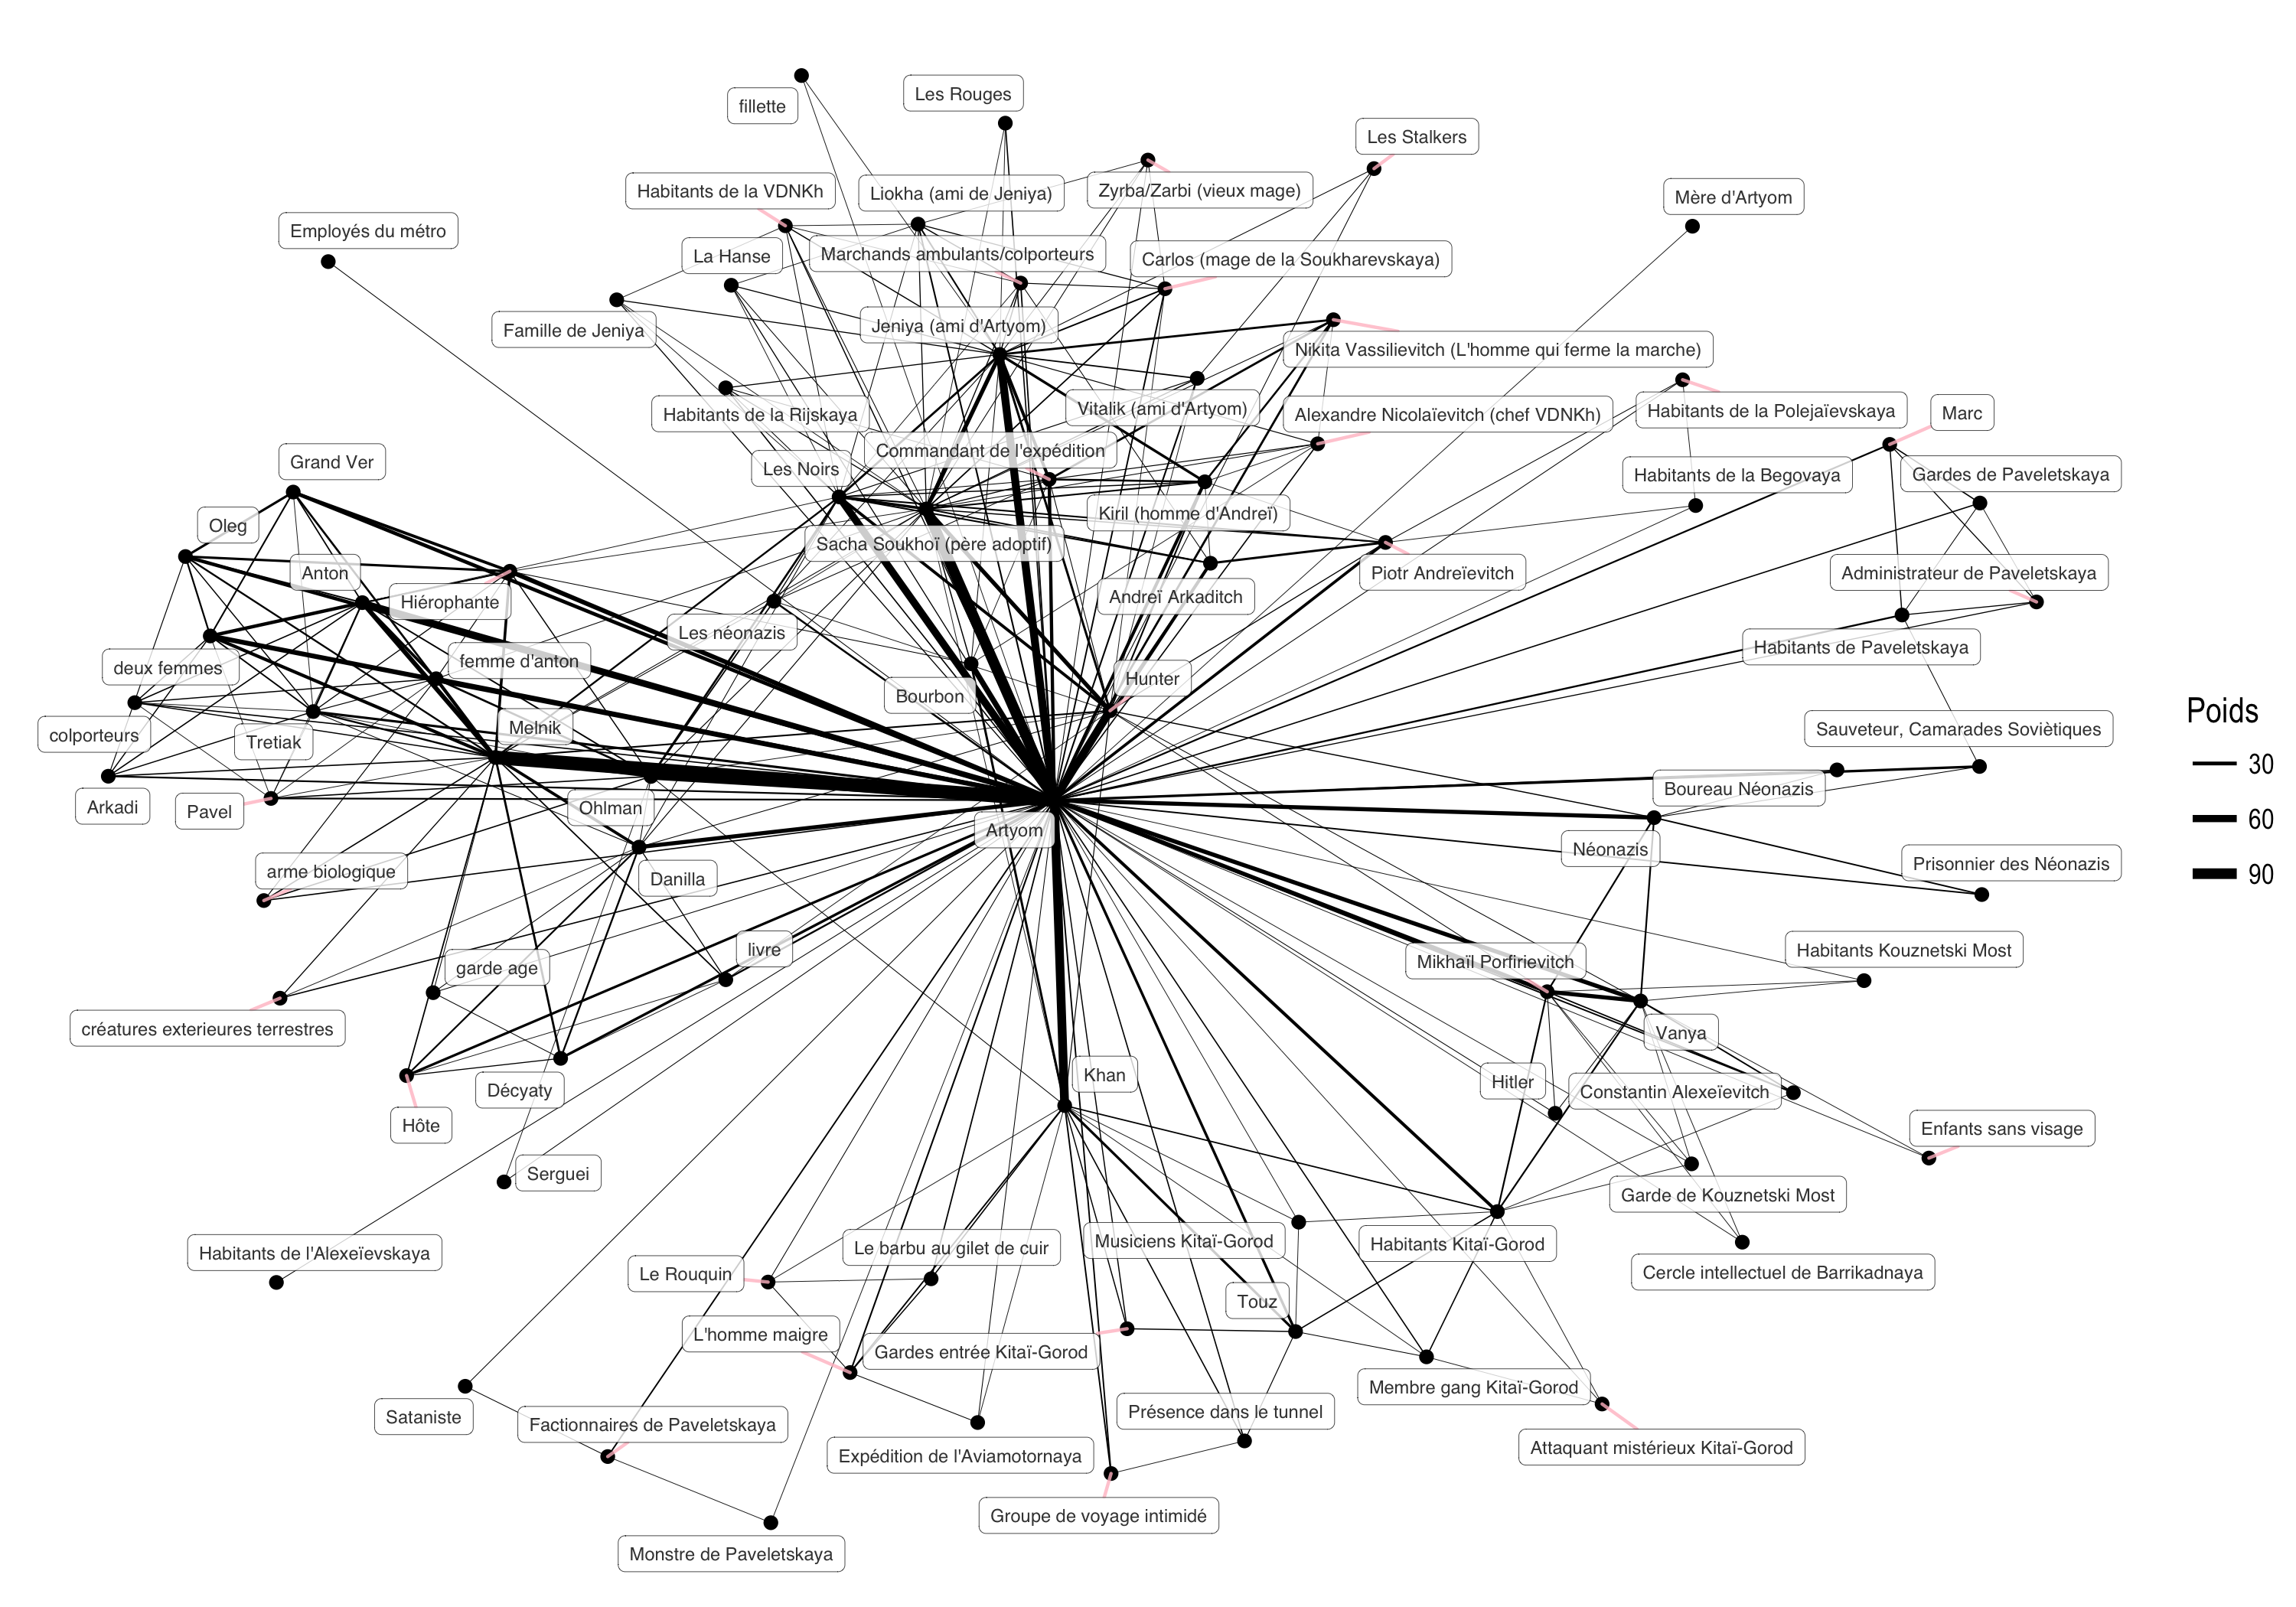 fillette
Les Rouges
Les Stalkers
Habitants de la VDNKh
Liokha (ami de Jeniya)
Zyrba/Zarbi (vieux mage)
Mère d'Artyom
Employés du métro
La Hanse
Marchands ambulants/colporteurs
Carlos (mage de la Soukharevskaya)
Famille de Jeniya
Jeniya (ami d'Artyom)
Nikita Vassilievitch (L'homme qui ferme la marche)
Habitants de la Rijskaya
Vitalik (ami d'Artyom)
Alexandre Nicolaïevitch (chef VDNKh)
Habitants de la Polejaïevskaya
Marc
Grand Ver
Les Noirs
Commandant de l'expédition
Habitants de la Begovaya
Gardes de Paveletskaya
Oleg
Kiril (homme d'Andreï)
Anton
Sacha Soukhoï (père adoptif)
Piotr Andreïevitch
Administrateur de Paveletskaya
Hiérophante
Andreï Arkaditch
Les néonazis
Habitants de Paveletskaya
deux femmes
femme d'anton
Bourbon
Hunter
colporteurs
Tretiak
Melnik
Sauveteur, Camarades Soviètiques
Poids
30
60
90
Arkadi
Pavel
Ohlman
Boureau Néonazis
Artyom
Néonazis
arme biologique
Danilla
Prisonnier des Néonazis
livre
garde age
Mikhaïl Porfirievitch
Habitants Kouznetski Most
créatures exterieures terrestres
Vanya
Décyaty
Khan
Hitler
Constantin Alexeïevitch
Hôte
Enfants sans visage
Serguei
Garde de Kouznetski Most
Habitants de l'Alexeïevskaya
Le barbu au gilet de cuir
Musiciens Kitaï-Gorod
Habitants Kitaï-Gorod
Le Rouquin
Cercle intellectuel de Barrikadnaya
Touz
L'homme maigre
Gardes entrée Kitaï-Gorod
Membre gang Kitaï-Gorod
Sataniste
Factionnaires de Paveletskaya
Présence dans le tunnel
Expédition de l'Aviamotornaya
Attaquant mistérieux Kitaï-Gorod
Groupe de voyage intimidé
Monstre de Paveletskaya